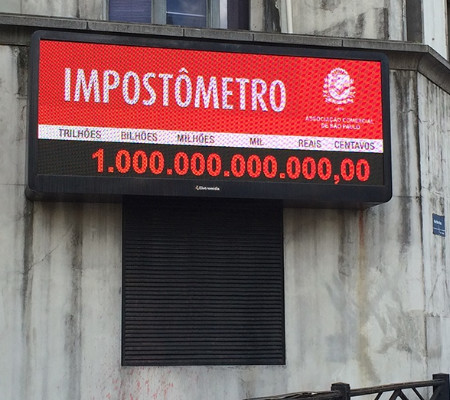 IMPOSTÔMETRO
ASSOCIAÇÃO COMERCIAL
DE SÃO PAULO
TRILHÕES BILHÕES MILHÕES MIL REAIS CENTAVOS
1.000.000.000.000,00